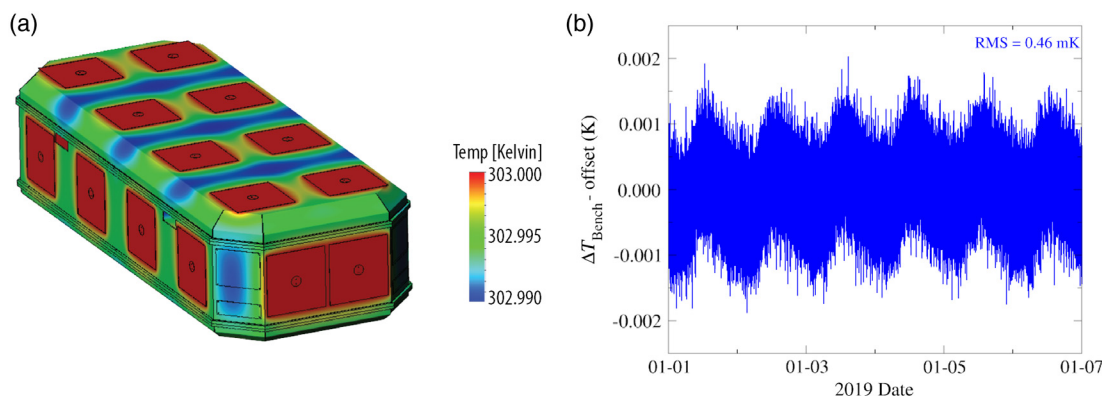 (a)
Temp [Kelvin]
303.000
302.995
302.990
(b)
RMS = 0.46 mK
0.002
0.001
0.000
-0.001
-0.002
ΔT_Bench- offset (K)
01-01
01-03
01-05
01-07
2019 Date